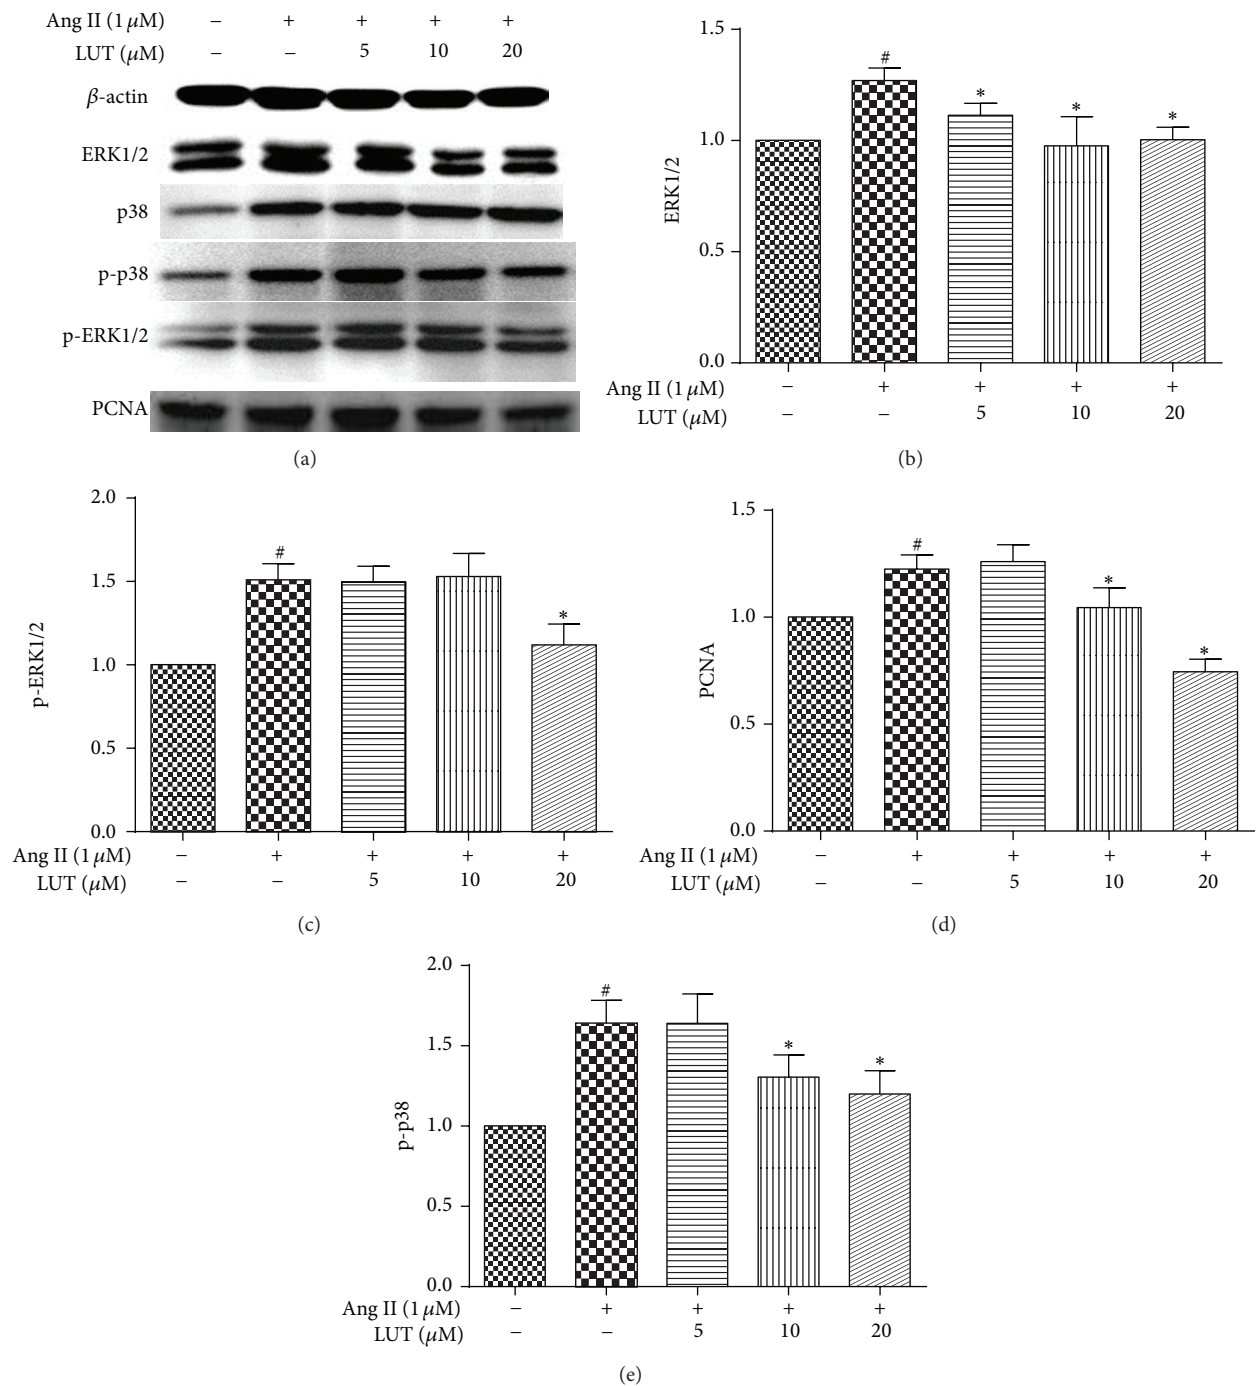 Ang II (1 μM) − + + + +
LUT (μM) − − 5 10 20
β-actin
ERK1/2
p38
p-p38
p-ERK1/2
PCNA
(a)
1.5
1.0
0.5
0.0
ERK1/2
# * * *
Ang II (1 μM) − + + + +
LUT (μM) − − 5 10 20
(b)
2.0
1.5
1.0
0.5
0.0
p-ERK1/2
# *
Ang II (1 μM) − + + + +
LUT (μM) − − 5 10 20
(c)
1.5
1.0
0.5
0.0
PCNA
# * *
Ang II (1 μM) − + + + +
LUT (μM) − − 5 10 20
(d)
2.0
1.5
1.0
0.5
0.0
p-p38
# * *
Ang II (1 μM) − + + + +
LUT (μM) − − 5 10 20
(e)